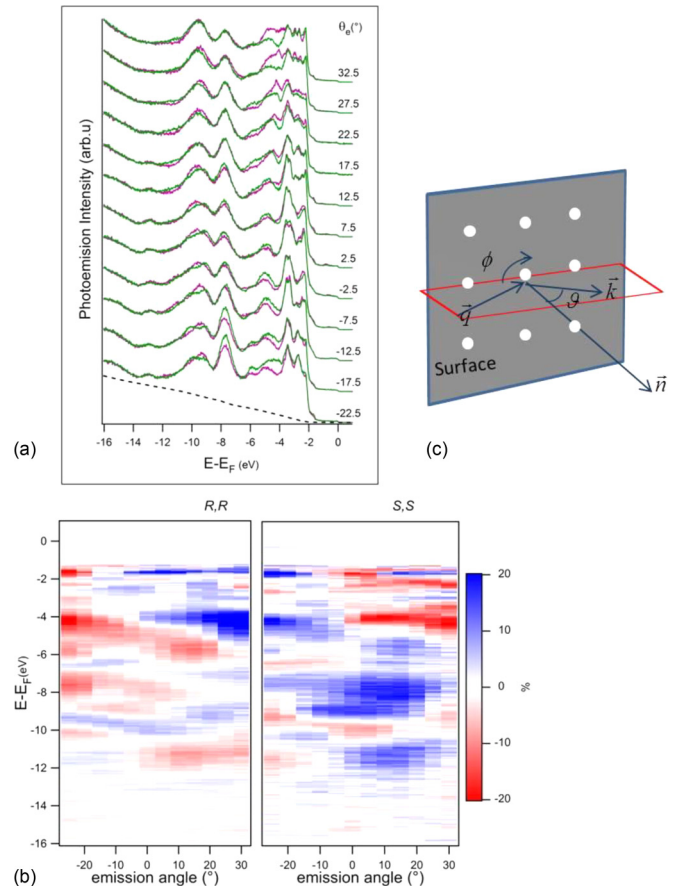 θe(°)
Photoemision Intensity (arb.u)
32.5
27.5
22.5
17.5
12.5
7.5
2.5
-2.5
-7.5
-12.5
-17.5
-22.5
-16 -14 -12 -10 -8 -6 -4 -2 0
E-EF (eV)
(a)
ϕ
q
ϑ
k
n
Surface
(c)
R,R S,S
E-EF(eV)
0
-2
-4
-6
-8
-10
-12
-14
-16
-20 -10 0 10 20 30
emission angle (°)
-20 -10 0 10 20 30
emission angle (°)
20
10
0
-10
-20
%
(b)